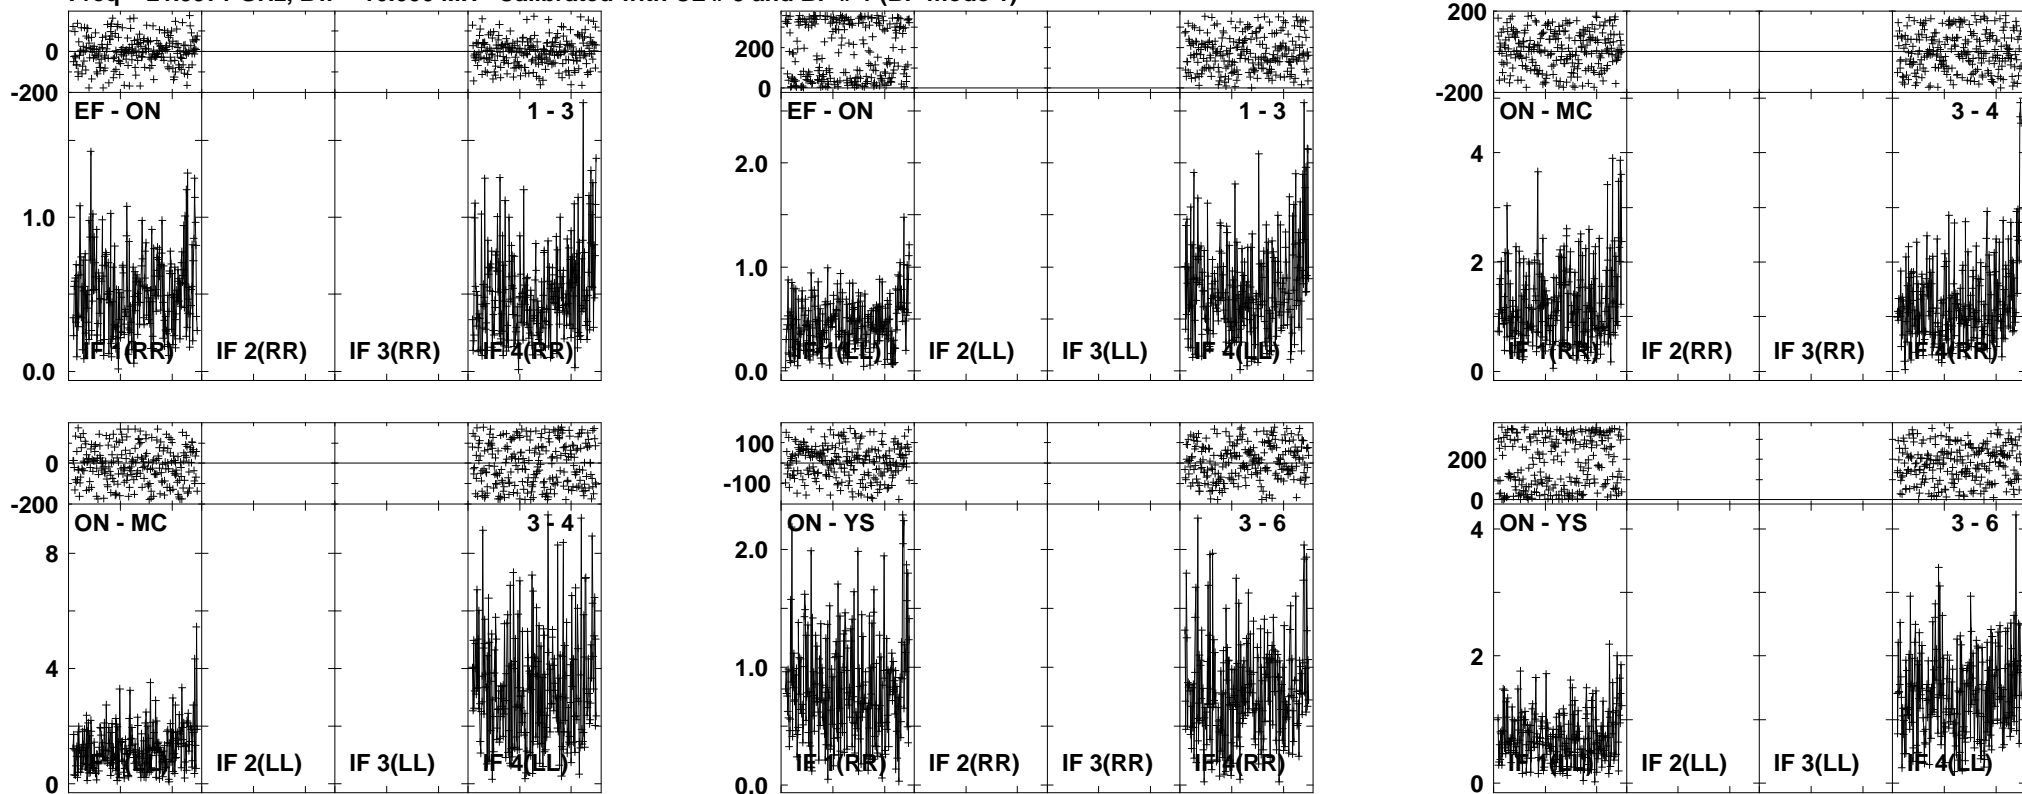 0
-200
EF - ON
1 - 3
1.0
0.0
IF 1(RR)
IF 2(RR)
IF 3(RR)
IF 4(RR)
200
0
EF - ON
1 - 3
2.0
1.0
0.0
IF 1(LL)
IF 2(LL)
IF 3(LL)
IF 4(LL)
200
-200
ON - MC
3 - 4
4
2
0
IF 1(RR)
IF 2(RR)
IF 3(RR)
IF 4(RR)
0
-200
ON - MC
3 - 4
8
4
0
IF 1(LL)
IF 2(LL)
IF 3(LL)
IF 4(LL)
100
-100
ON - YS
3 - 6
2.0
1.0
0.0
IF 1(RR)
IF 2(RR)
IF 3(RR)
IF 4(RR)
200
0
ON - YS
3 - 6
4
2
0
IF 1(LL)
IF 2(LL)
IF 3(LL)
IF 4(LL)